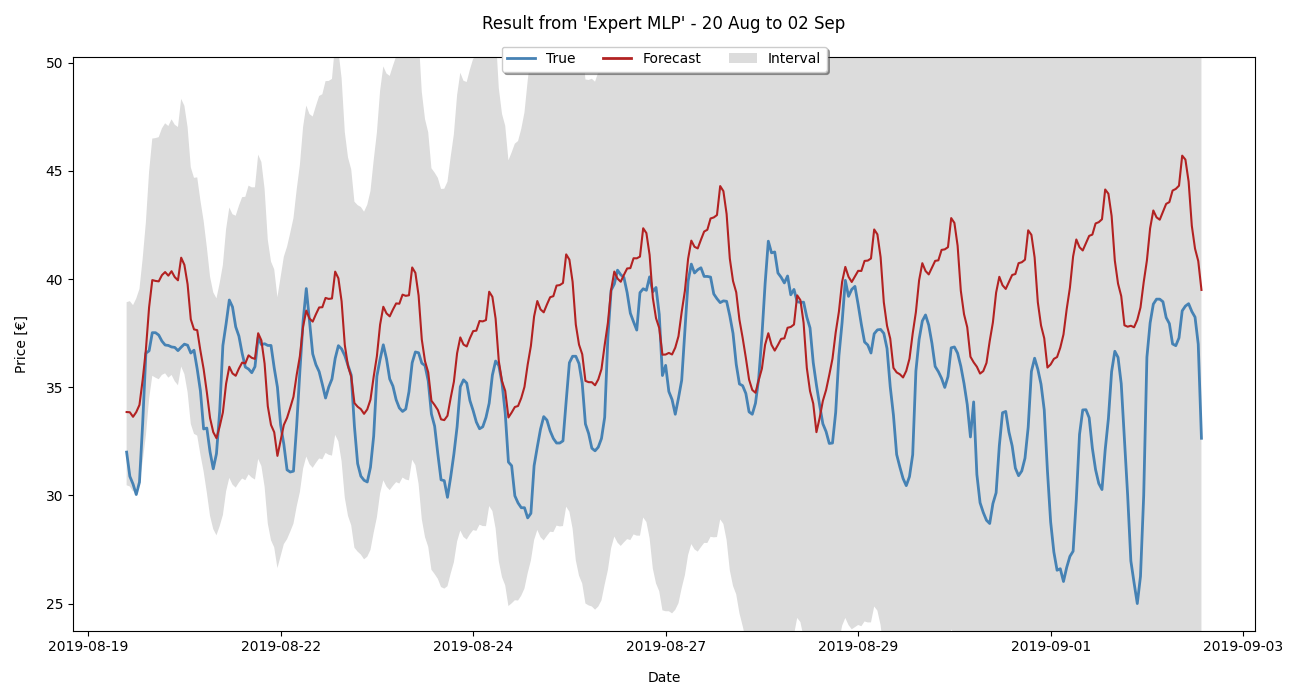 Result from 'Expert MLP' - 20 Aug to 02 Sep
True Forecast Interval
50
45
40
35
30
25
Price [€]
2019-08-19 2019-08-22 2019-08-24 2019-08-27 2019-08-29 2019-09-01 2019-09-03
Date